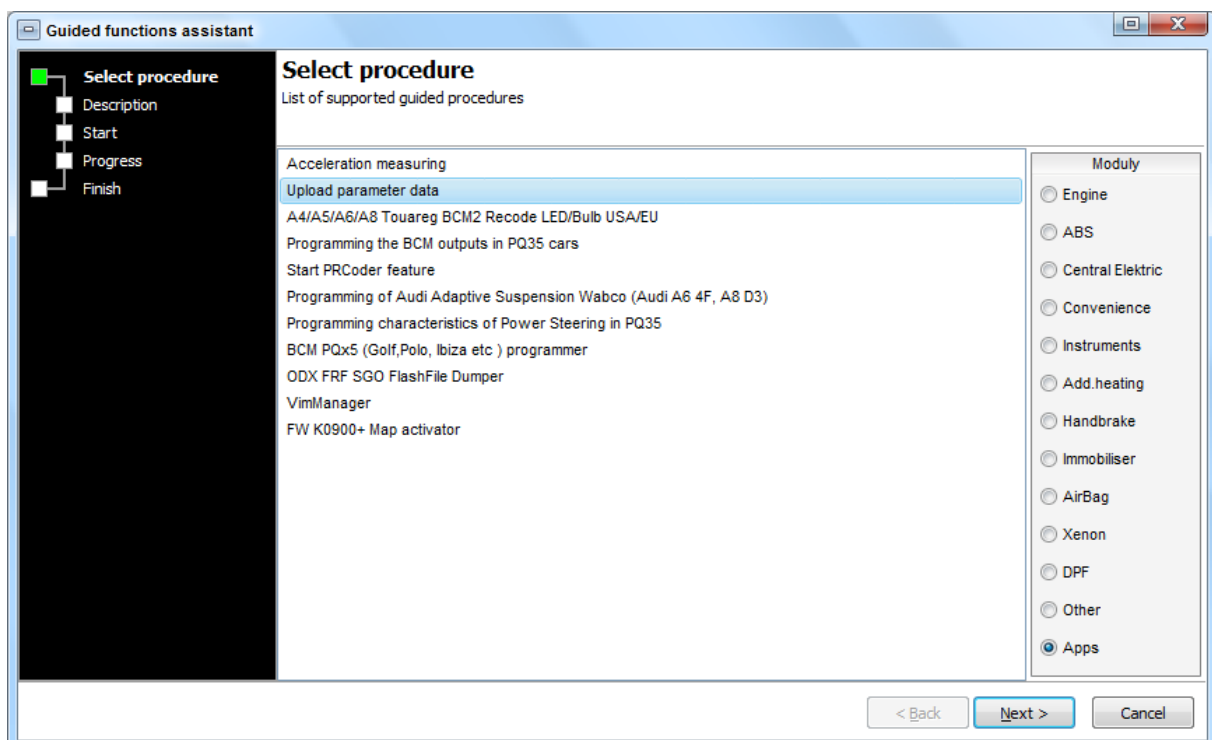 Guided functions assistant
Select procedure
Description
Start
Progress
Finish
Select procedure
List of supported guided procedures
Acceleration measuring
Upload parameter data
A4/A5/A6/A8 Touareg BCM2 Recode LED/Bulb USA/EU
Programming the BCM outputs in PQ35 cars
Start PRCoder feature
Programming of Audi Adaptive Suspension Wabco (Audi A6 4F, A8 D3)
Programming characteristics of Power Steering in PQ35
BCM PQx5 (Golf,Polo, Ibiza etc ) programmer
ODX FRF SGO FlashFile Dumper
VimManager
FW K0900+ Map activator
Moduly
Engine
ABS
Central Elektric
Convenience
Instruments
Add.heating
Handbrake
Immobiliser
AirBag
Xenon
DPF
Other
Apps
< Back
Next >
Cancel